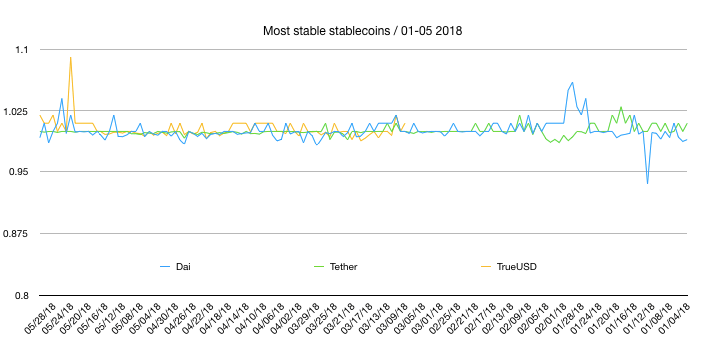 Most stable stablecoins / 01-05 2018
1.1
1.025
0.95
0.875
0.8
Dai Tether TrueUSD
05/28/18 05/24/18 05/20/18 05/16/18 05/12/18 05/08/18 05/04/18 04/30/18 04/26/18 04/22/18 04/18/18 04/14/18 04/10/18 04/06/18 04/02/18 03/29/18 03/25/18 03/21/18 03/17/18 03/13/18 03/09/18 03/05/18 03/01/18 02/25/18 02/21/18 02/17/18 02/13/18 02/09/18 02/05/18 02/01/18 01/28/18 01/24/18 01/20/18 01/16/18 01/12/18 01/08/18 01/04/18